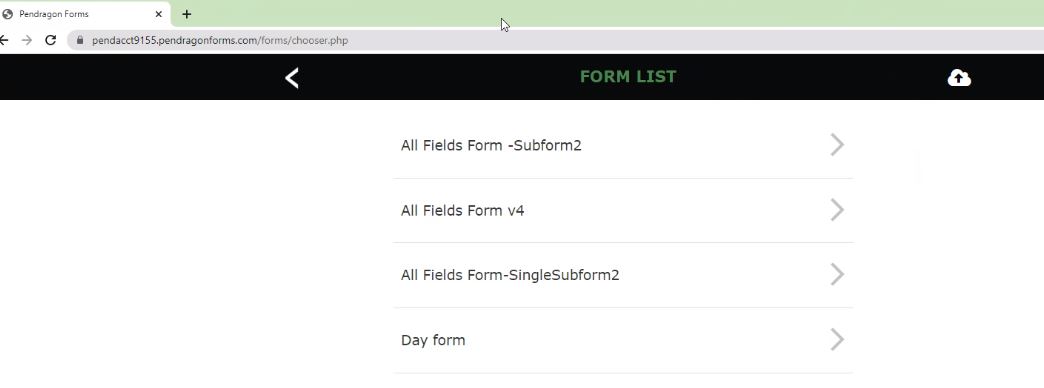 Pendragon Forms
pendacct9155.pendragonforms.com/forms/chooser.php
FORM LIST
All Fields Form -Subform2
All Fields Form v4
All Fields Form-SingleSubform2
Day form